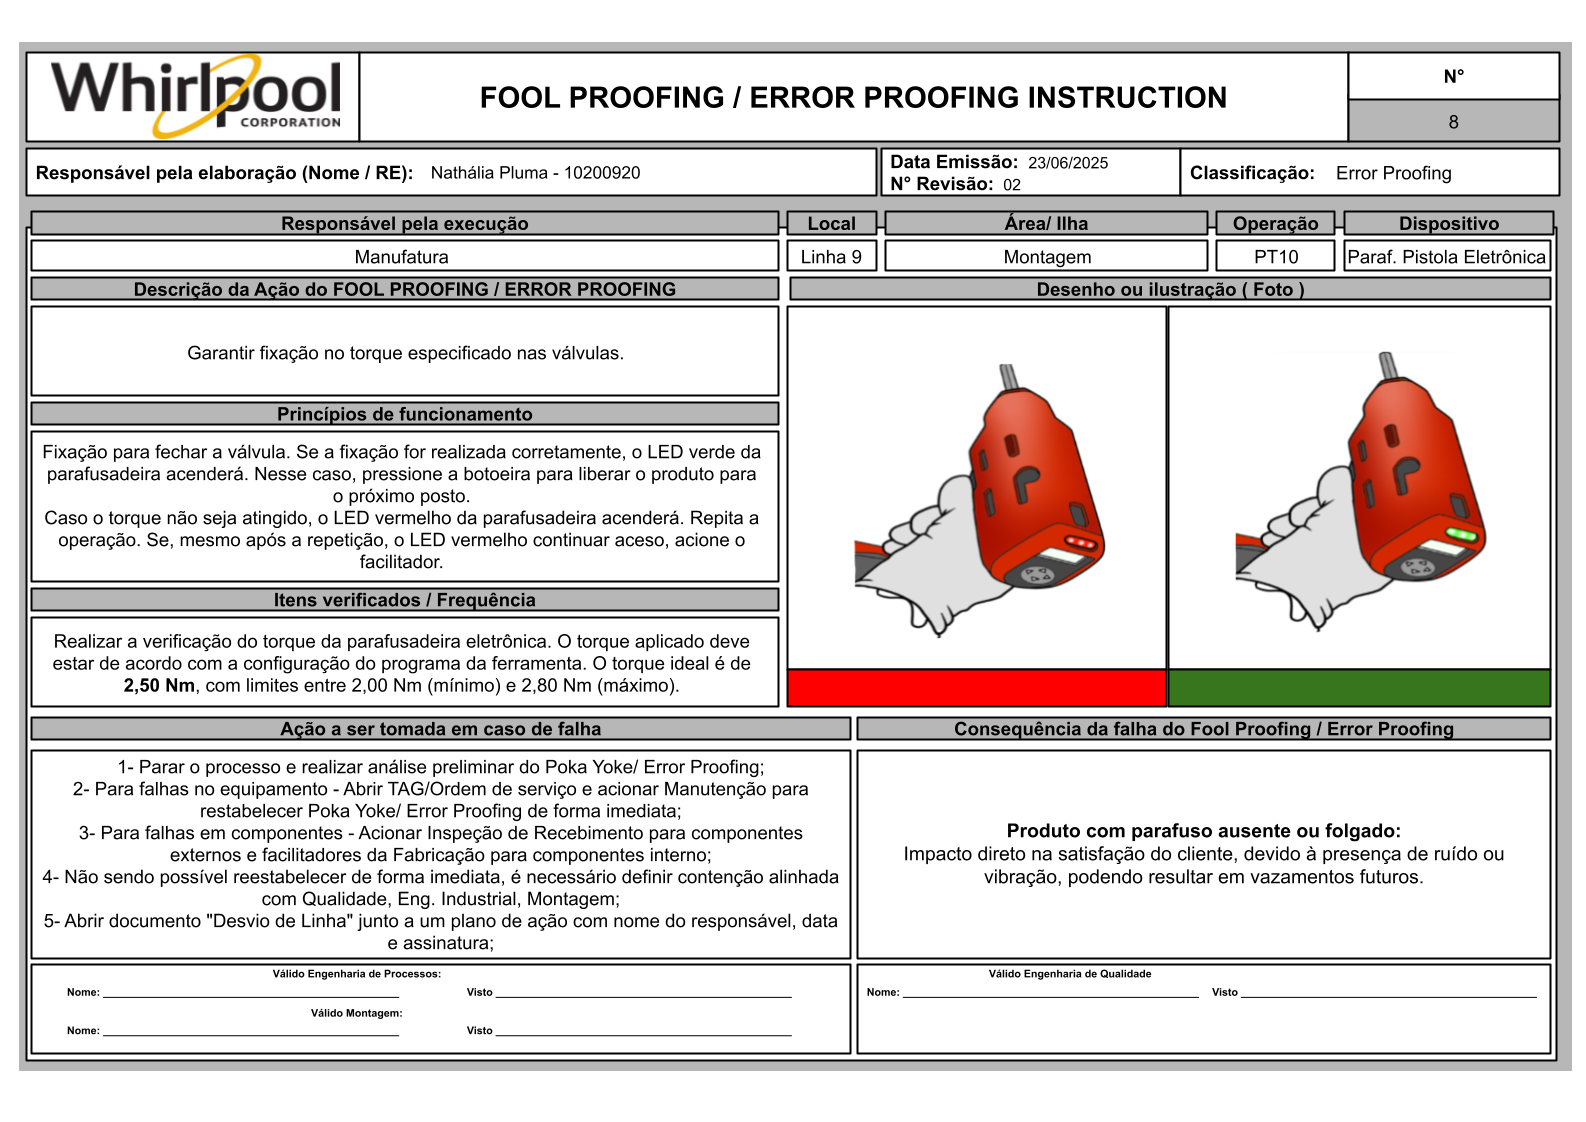 Whirlpool
CORPORATION
FOOL PROOFING / ERROR PROOFING INSTRUCTION
N°
8
Responsável pela elaboração (Nome / RE): Nathália Pluma - 10200920
Data Emissão: 23/06/2025
N° Revisão: 02
Classificação: Error Proofing
Responsável pela execução
Local
Área/ Ilha
Operação
Dispositivo
Manufatura
Linha 9
Montagem
PT10
Paraf. Pistola Eletrônica
Descrição da Ação do FOOL PROOFING / ERROR PROOFING
Desenho ou ilustração ( Foto )
Garantir fixação no torque especificado nas válvulas.
Princípios de funcionamento
Fixação para fechar a válvula. Se a fixação for realizada corretamente, o LED verde da
parafusadeira acenderá. Nesse caso, pressione a botoeira para liberar o produto para
o próximo posto.
Caso o torque não seja atingido, o LED vermelho da parafusadeira acenderá. Repita a
operação. Se, mesmo após a repetição, o LED vermelho continuar aceso, acione o
facilitador.
Itens verificados / Frequência
Realizar a verificação do torque da parafusadeira eletrônica. O torque aplicado deve
estar de acordo com a configuração do programa da ferramenta. O torque ideal é de
2,50 Nm, com limites entre 2,00 Nm (mínimo) e 2,80 Nm (máximo).
Ação a ser tomada em caso de falha
Consequência da falha do Fool Proofing / Error Proofing
1- Parar o processo e realizar análise preliminar do Poka Yoke/ Error Proofing;
2- Para falhas no equipamento - Abrir TAG/Ordem de serviço e acionar Manutenção para
restabelecer Poka Yoke/ Error Proofing de forma imediata;
3- Para falhas em componentes - Acionar Inspeção de Recebimento para componentes
externos e facilitadores da Fabricação para componentes interno;
4- Não sendo possível reestabelecer de forma imediata, é necessário definir contenção alinhada
com Qualidade, Eng. Industrial, Montagem;
5- Abrir documento "Desvio de Linha" junto a um plano de ação com nome do responsável, data
e assinatura;
Produto com parafuso ausente ou folgado:
Impacto direto na satisfação do cliente, devido à presença de ruído ou
vibração, podendo resultar em vazamentos futuros.
Válido Engenharia de Processos:
Nome: Visto
Válido Montagem:
Nome: Visto
Válido Engenharia de Qualidade
Nome: Visto